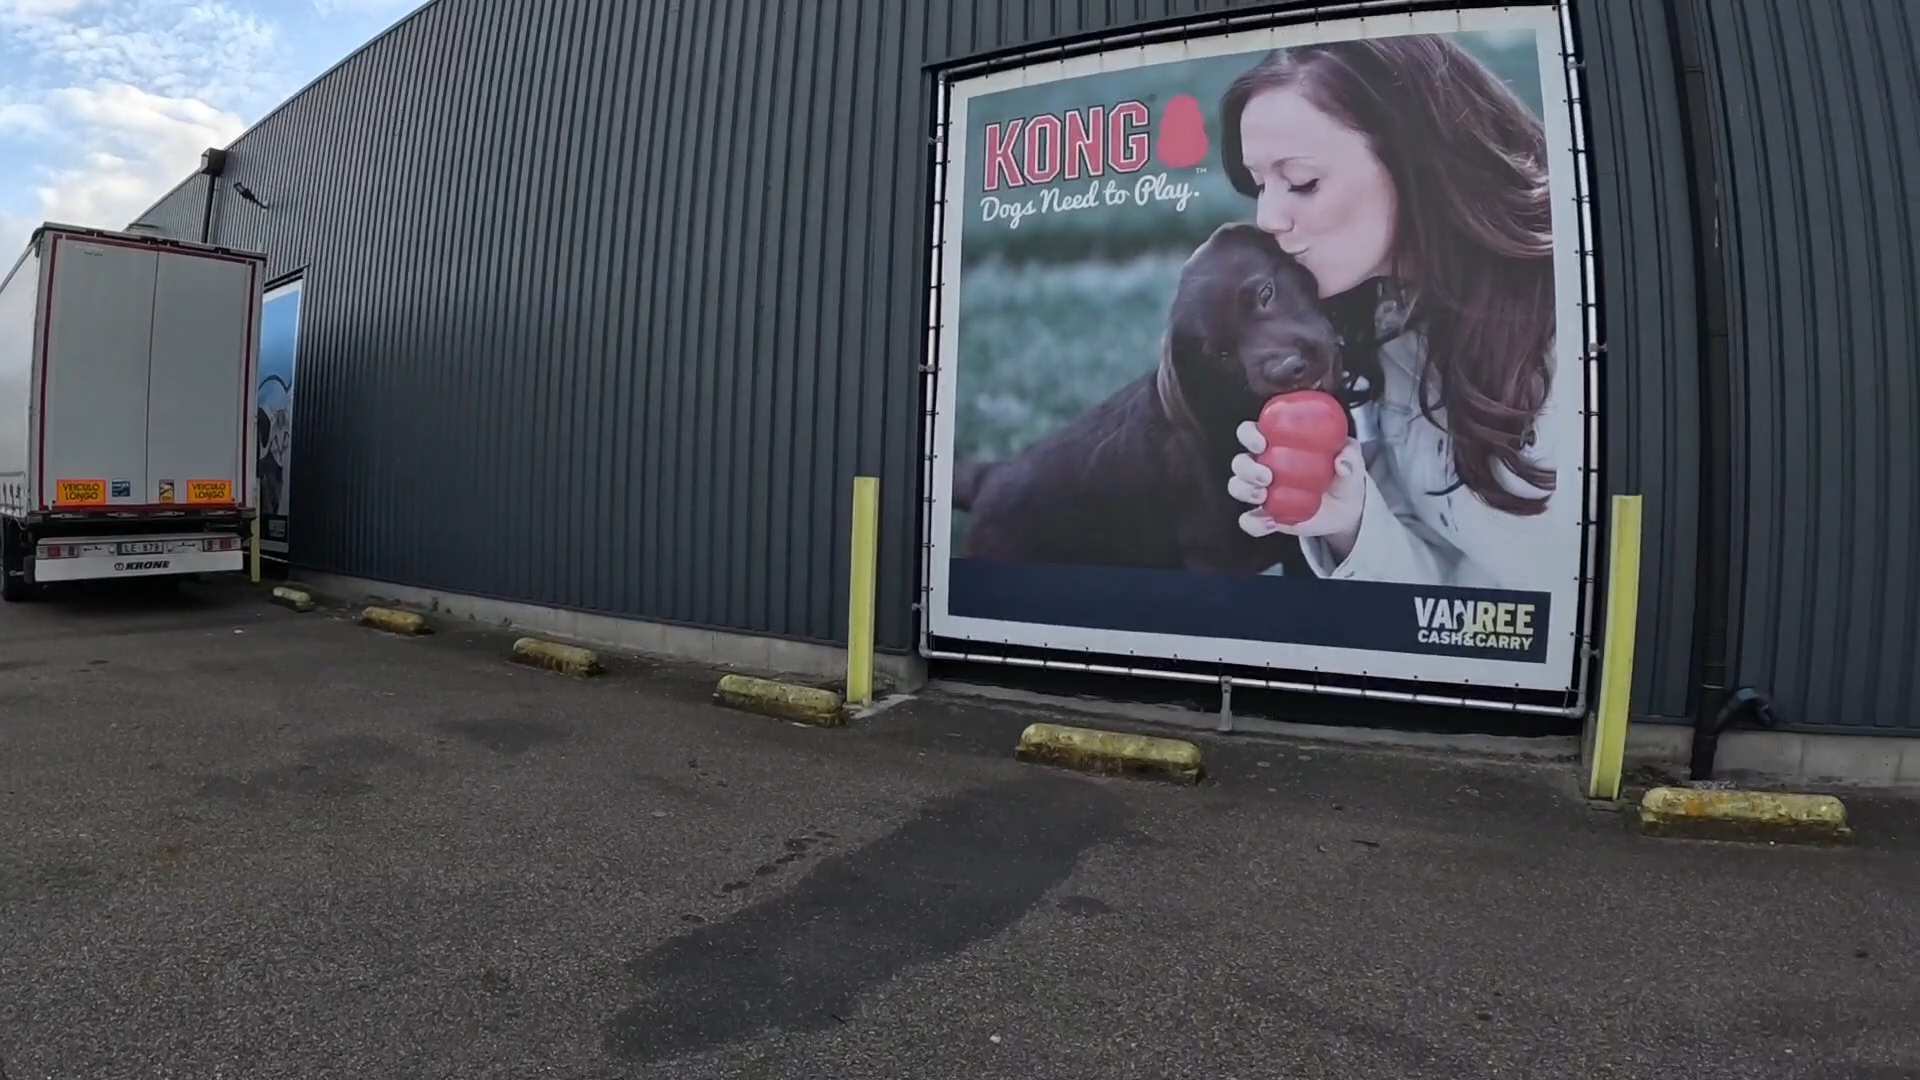 KONG
Dogs Need to Play.
VANREE
CASH&CARRY
VEICULO
LONGO
VEICULO
LONGO
KRONE